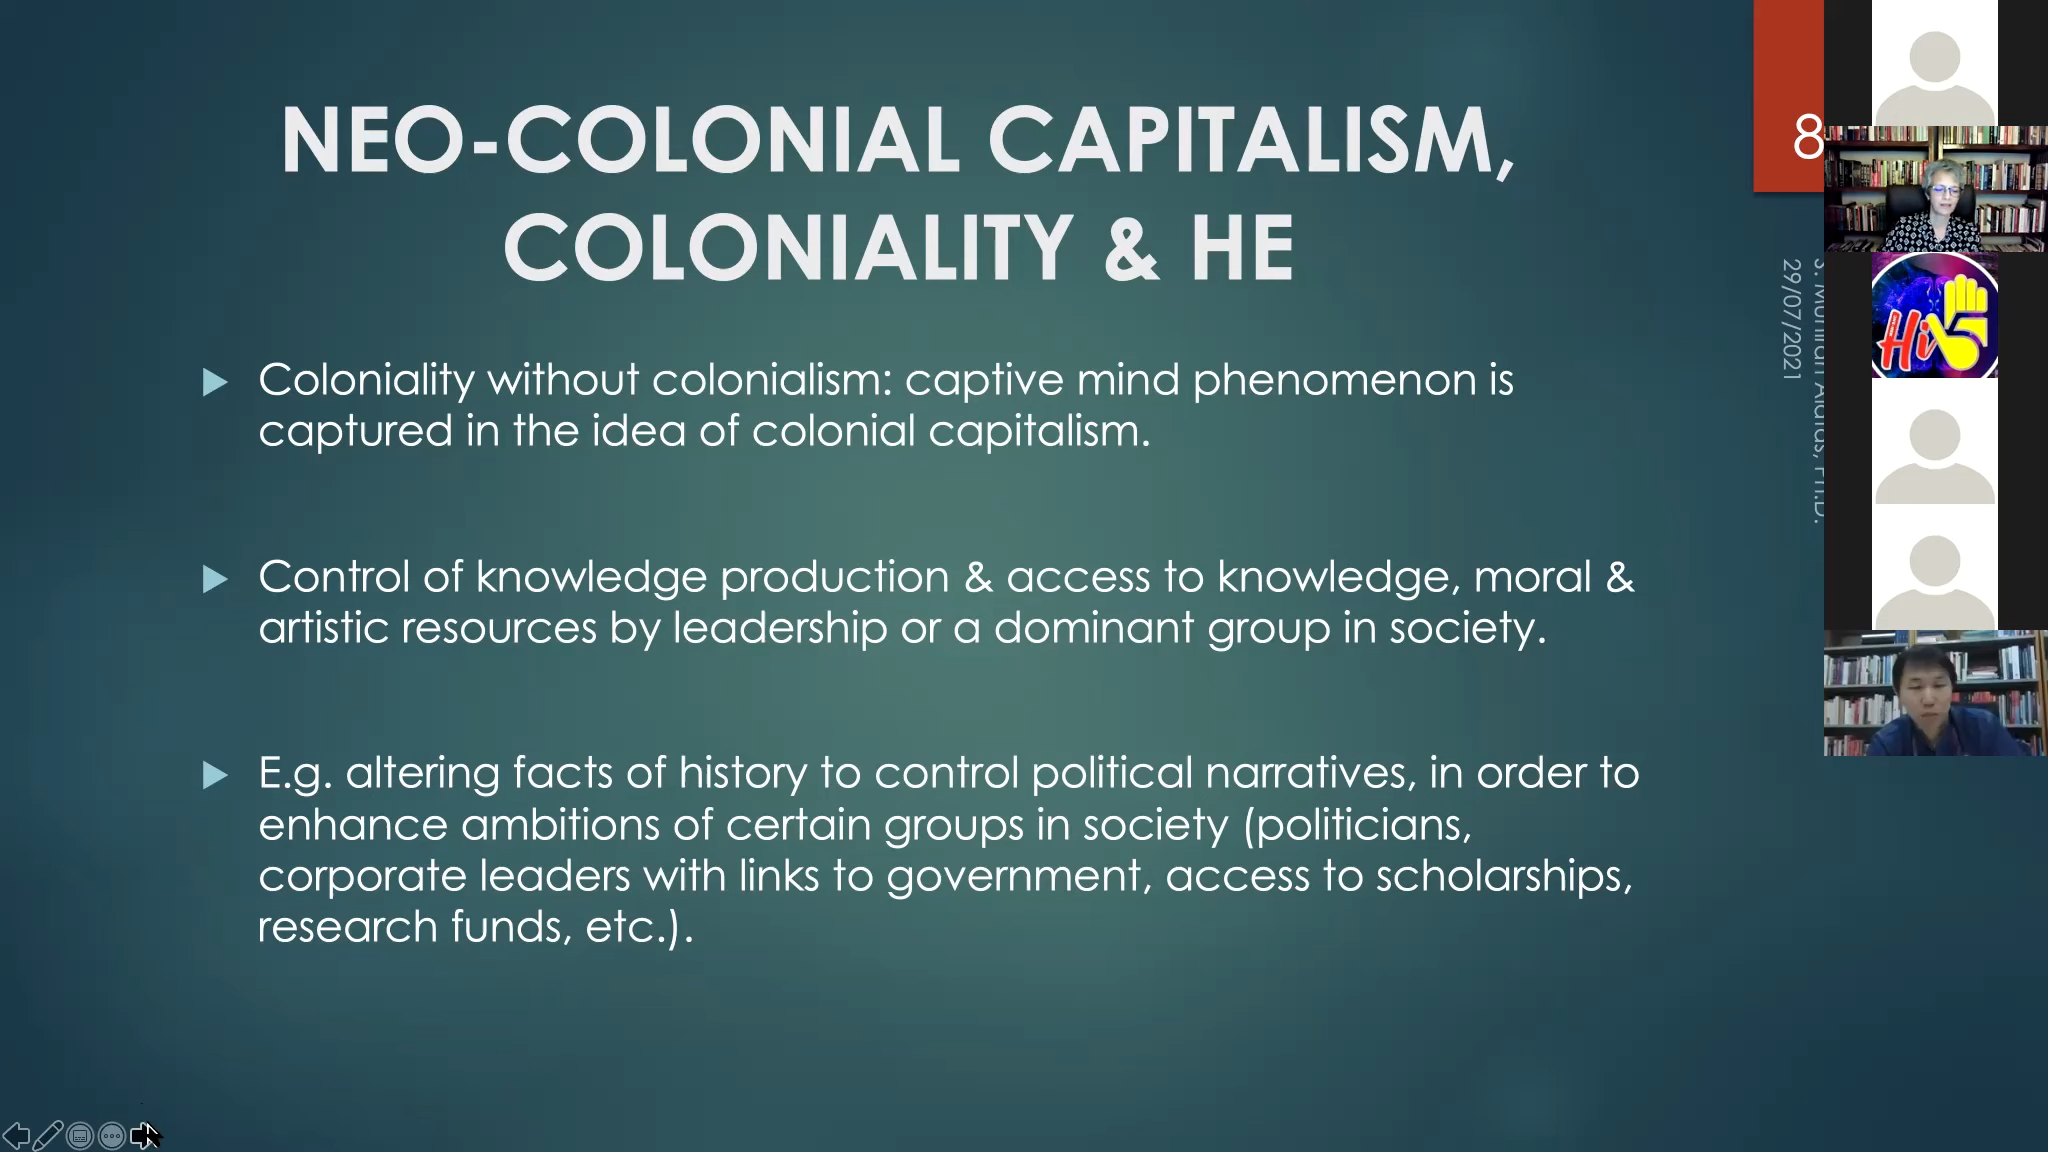 NEO-COLONIAL CAPITALISM,
COLONIALITY & HE
8
Coloniality without colonialism: captive mind phenomenon is
captured in the idea of colonial capitalism.
Control of knowledge production & access to knowledge, moral &
artistic resources by leadership or a dominant group in society.
E.g. altering facts of history to control political narratives, in order to
enhance ambitions of certain groups in society (politicians,
corporate leaders with links to government, access to scholarships,
research funds, etc.).
29/07/2021
Hi5